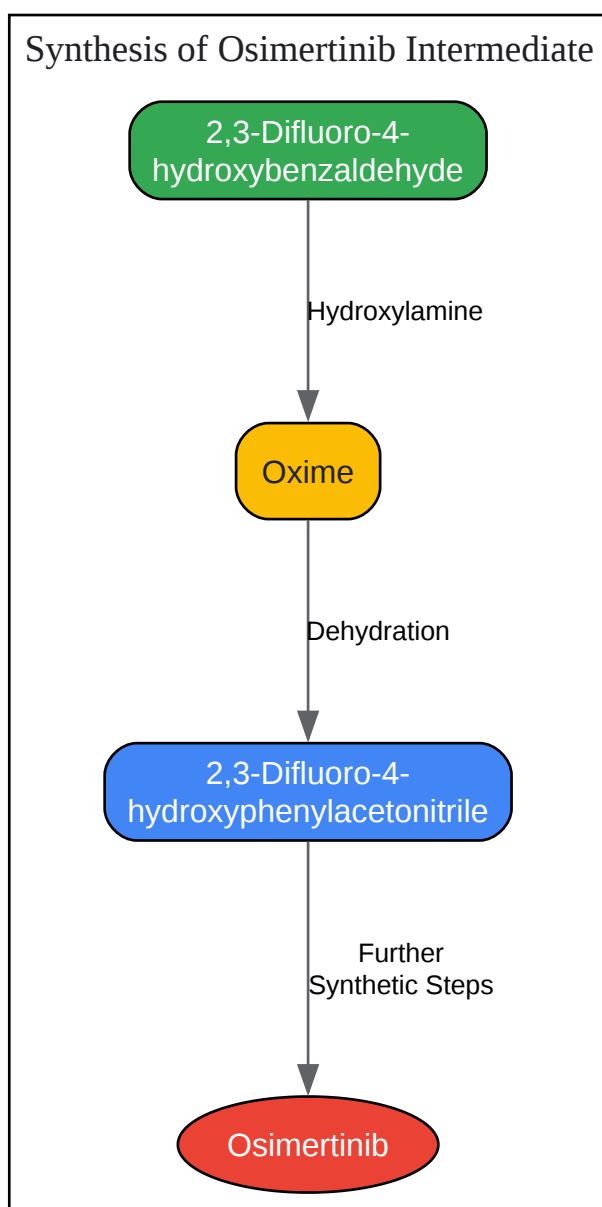 Synthesis of Osimertinib Intermediate
2,3-Difluoro-4-
hydroxybenzaldehyde
Hydroxylamine
Oxime
Dehydration
2,3-Difluoro-4-
hydroxyphenylacetonitrile
Further
Synthetic Steps
Osimertinib